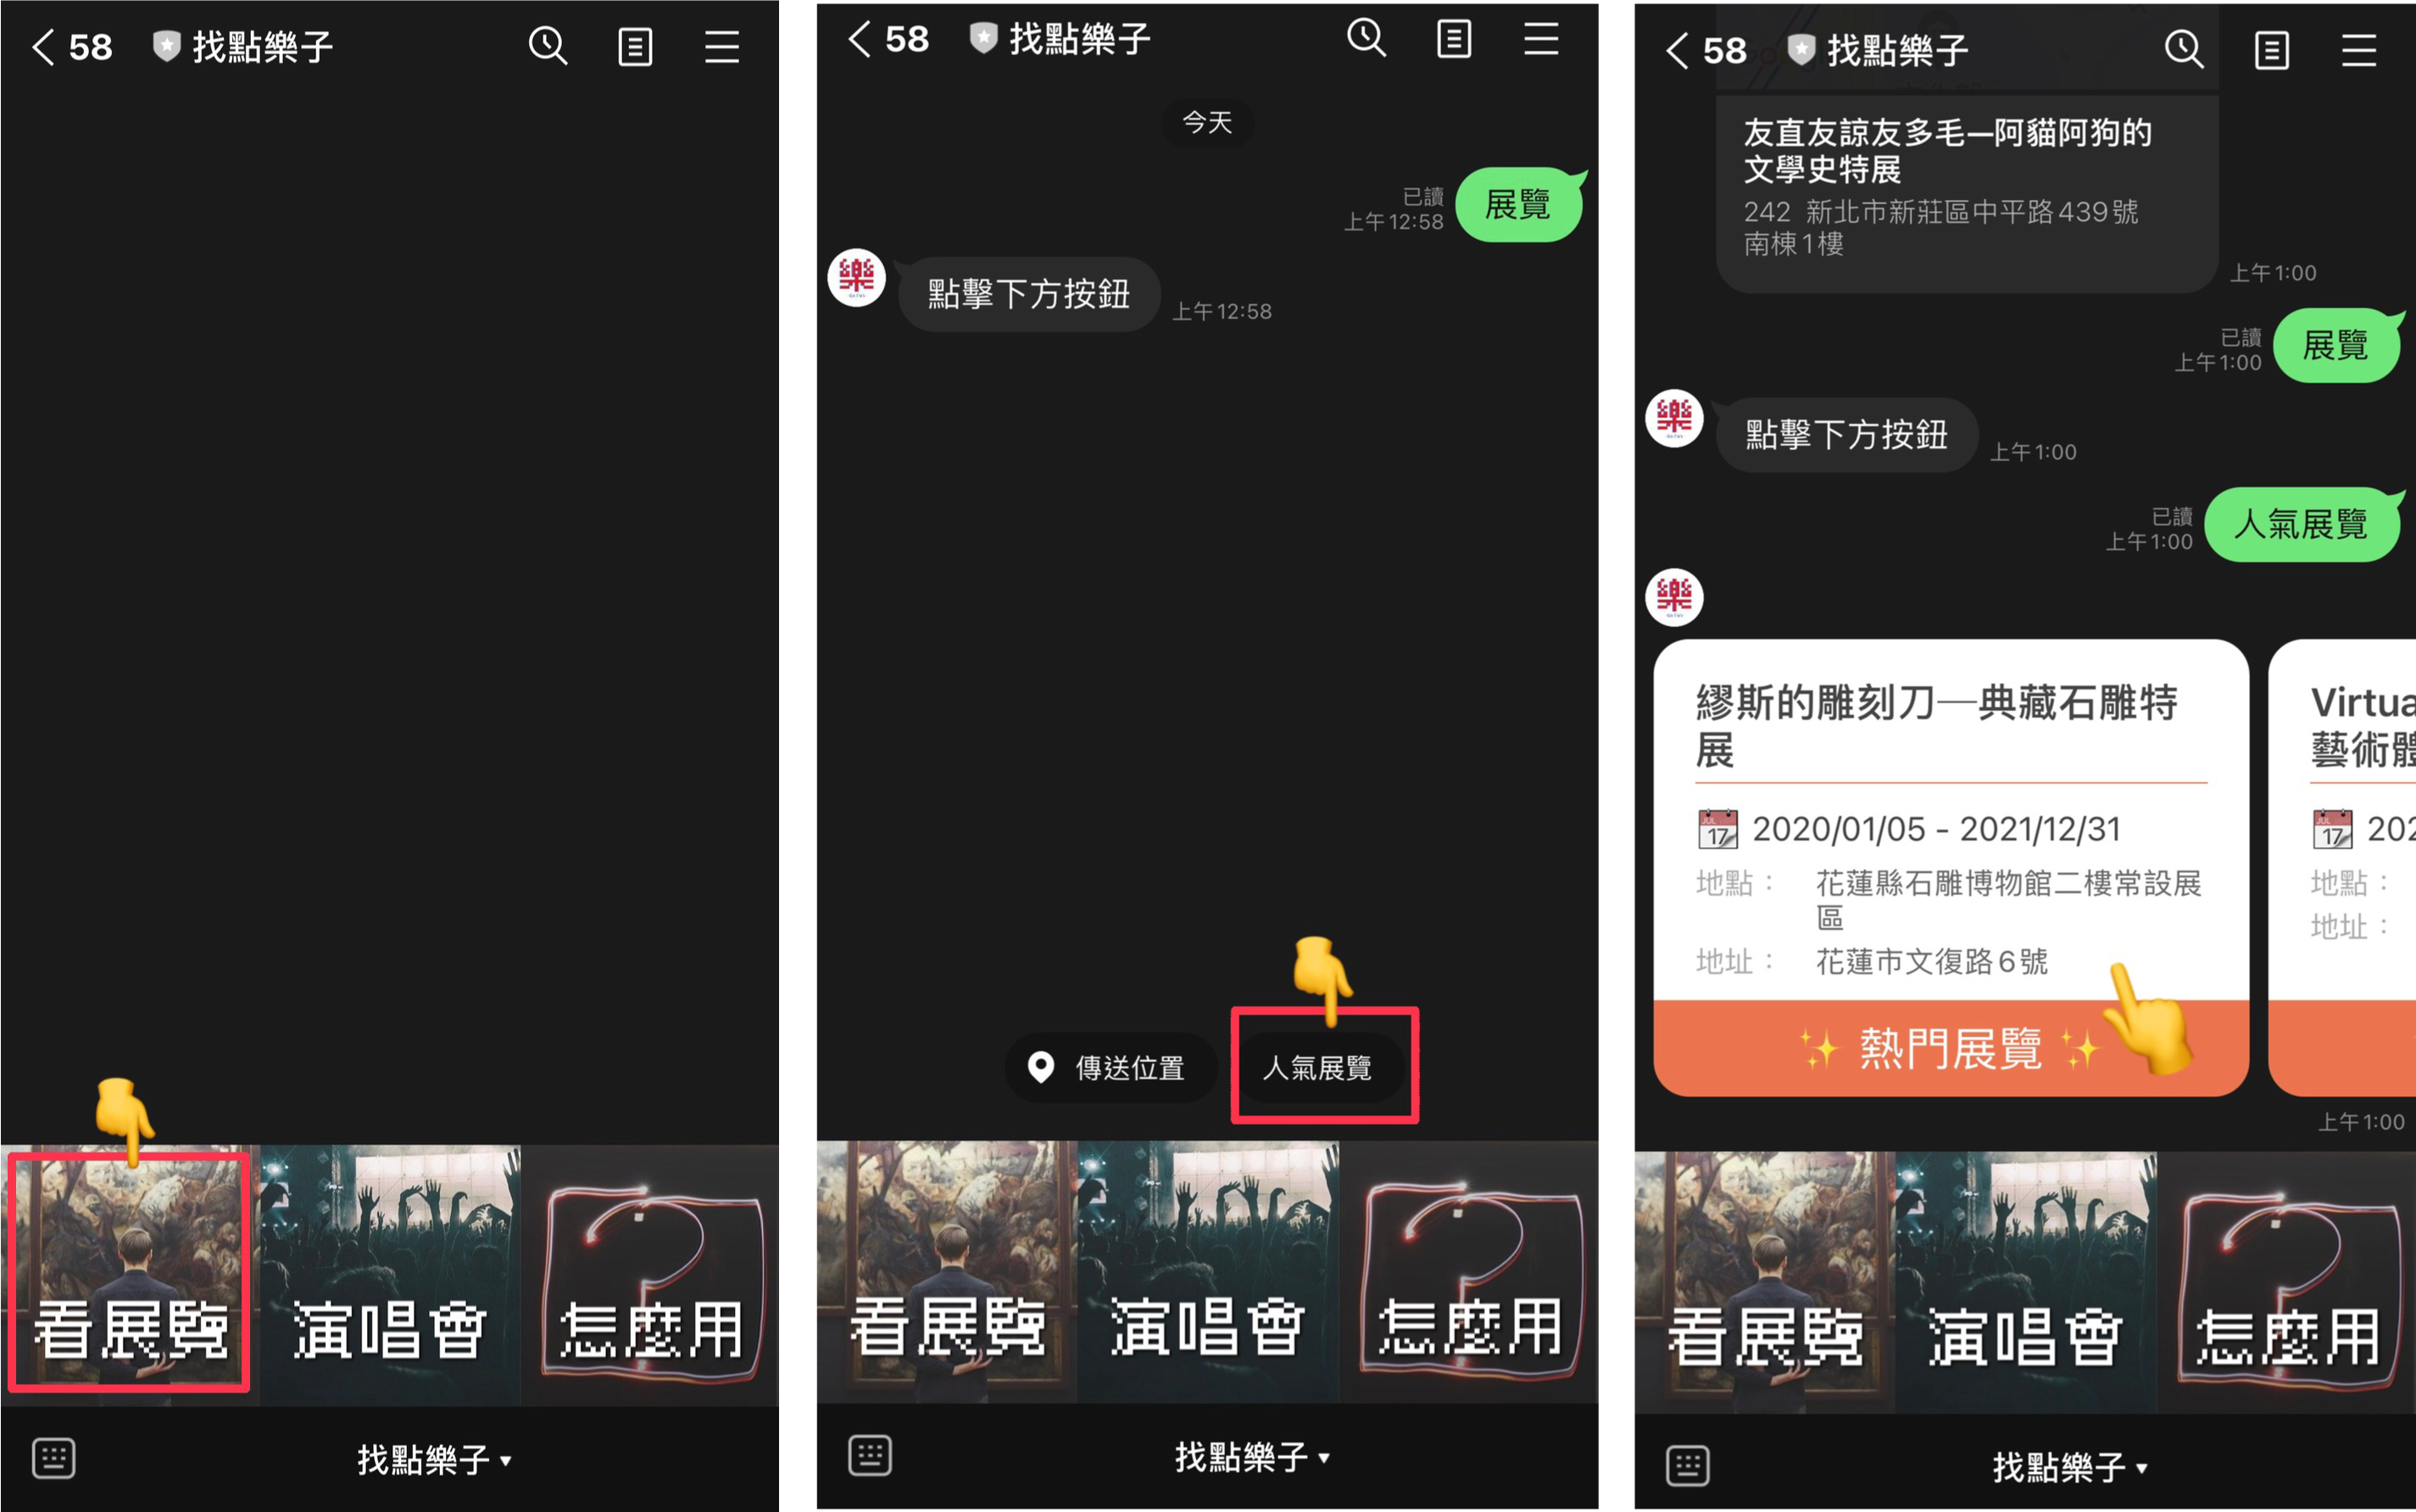 58 找點樂子
看展覽 演唱會 怎麼用
找點樂子
58 找點樂子
今天
展覽
已讀
上午12:58
點擊下方按鈕
上午12:58
傳送位置 人氣展覽
看展覽 演唱會 怎麼用
找點樂子
58 找點樂子
友直友諒友多毛—阿貓阿狗的
文學史特展
242 新北市新莊區中平路439號
南棟1樓
上午1:00
展覽
已讀
上午1:00
點擊下方按鈕
上午1:00
人氣展覽
已讀
上午1:00
繆斯的雕刻刀─典藏石雕特
展
JUL
17
2020/01/05 - 2021/12/31
地點: 花蓮縣石雕博物館二樓常設展
區
地址: 花蓮市文復路6號
✨ 熱門展覽 ✨
Virtua
藝術體
JUL
17
202
地點:
地址:
上午1:00
看展覽 演唱會 怎麼用
找點樂子